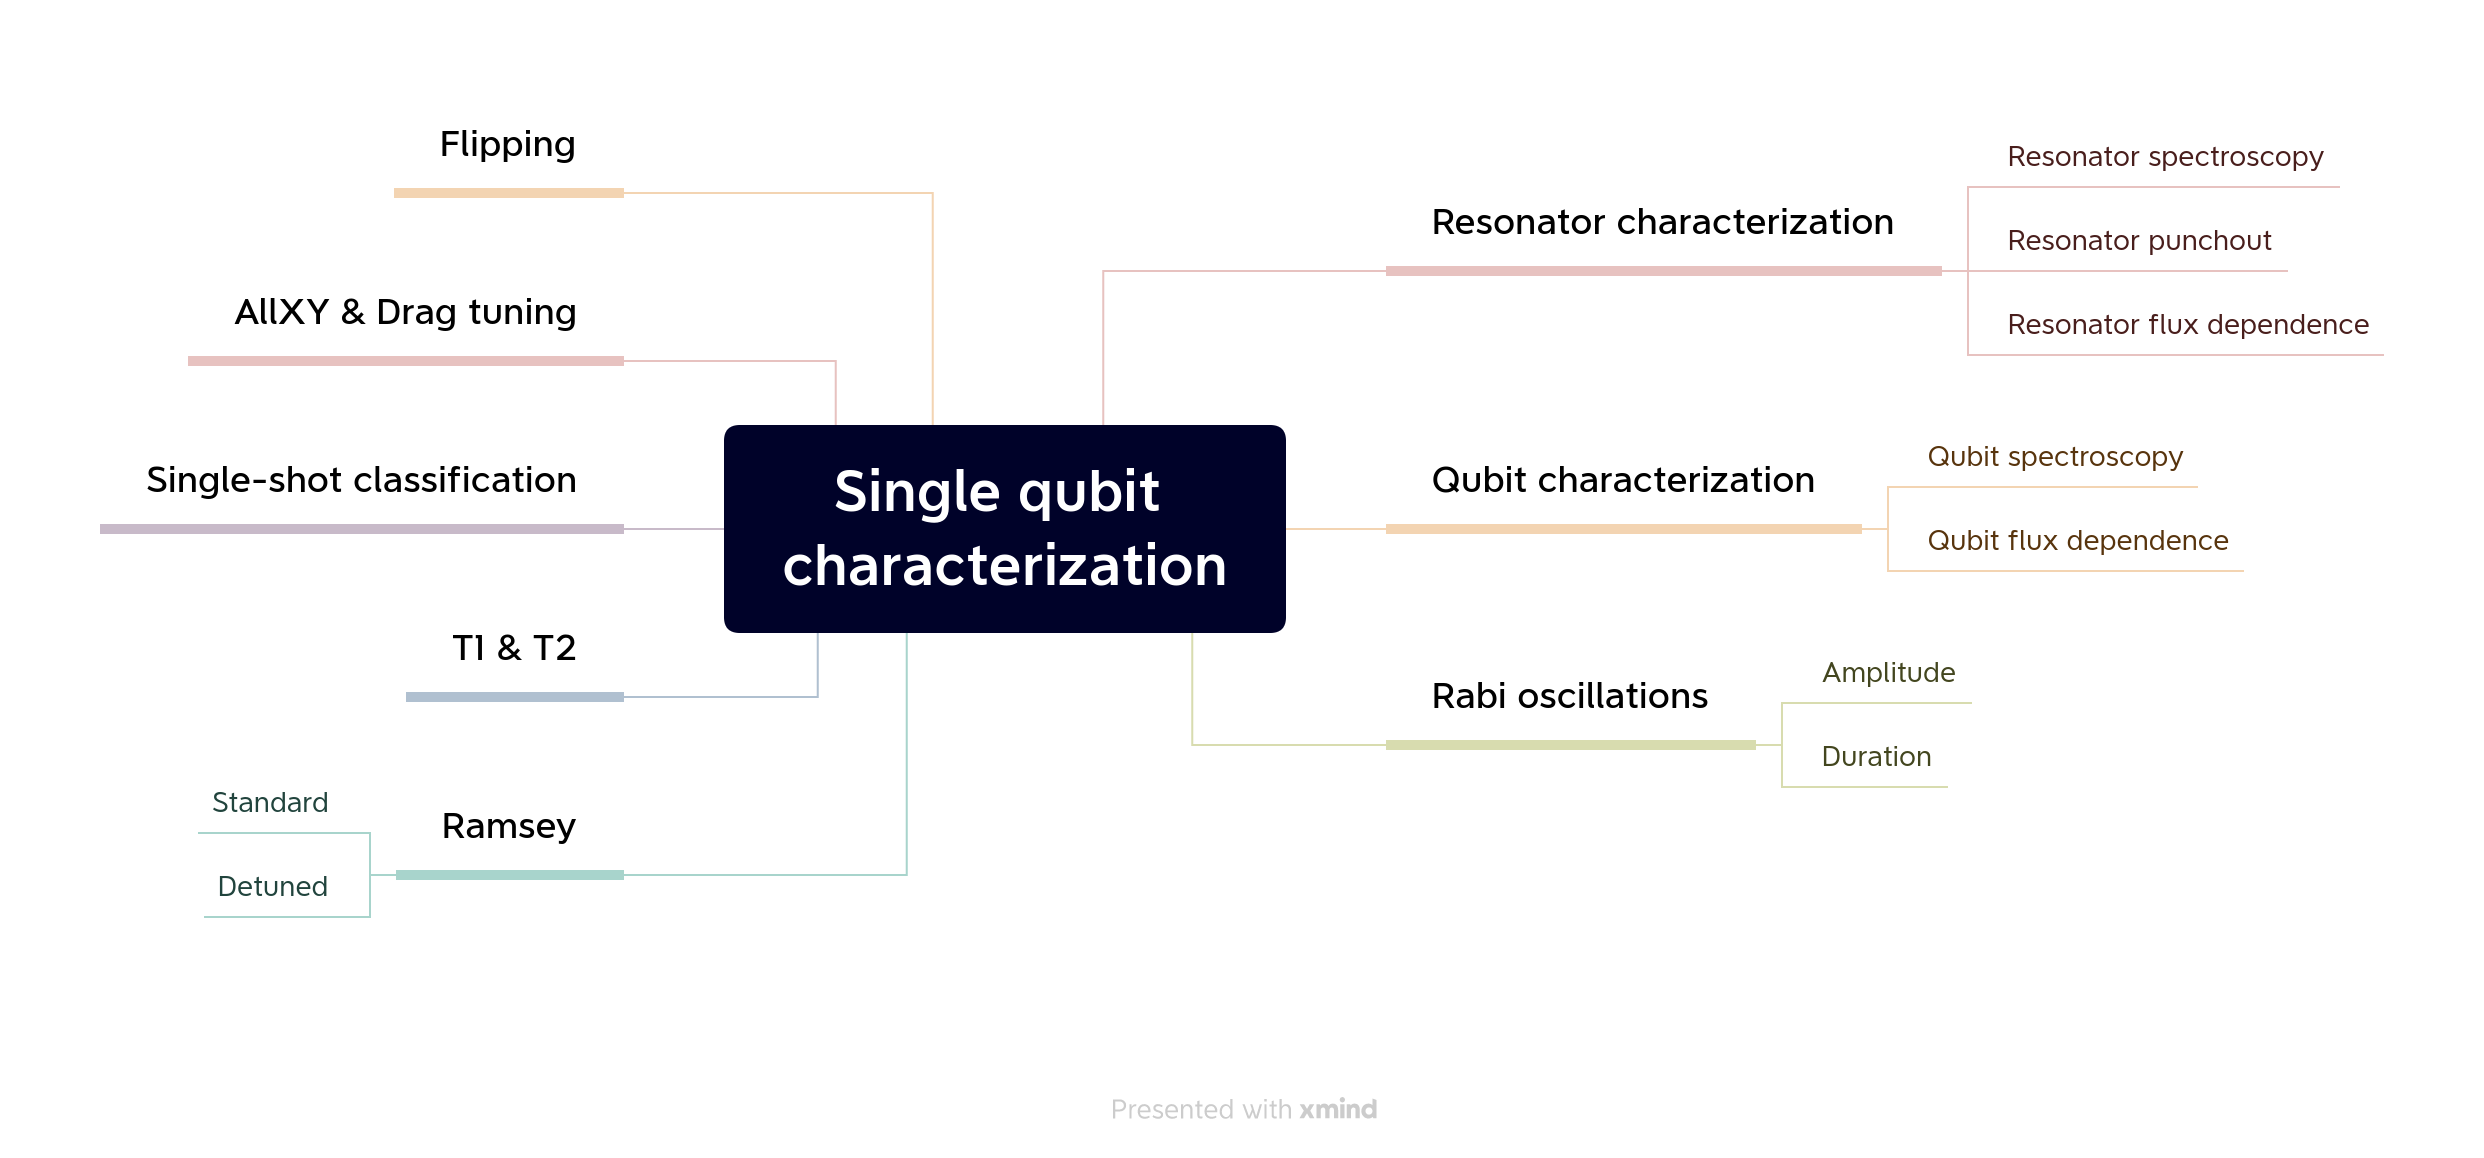 Single qubit
characterization
Resonator characterization
Resonator spectroscopy
Resonator punchout
Resonator flux dependence
Qubit characterization
Qubit spectroscopy
Qubit flux dependence
Rabi oscillations
Amplitude
Duration
Flipping
AllXY & Drag tuning
Single-shot classification
T1 & T2
Ramsey
Standard
Detuned
Presented with xmind